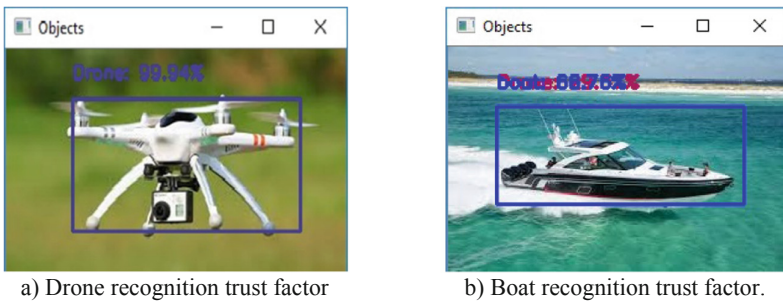 Objects
Objects
Drone: 99.94%
a) Drone recognition trust factor
b) Boat recognition trust factor.